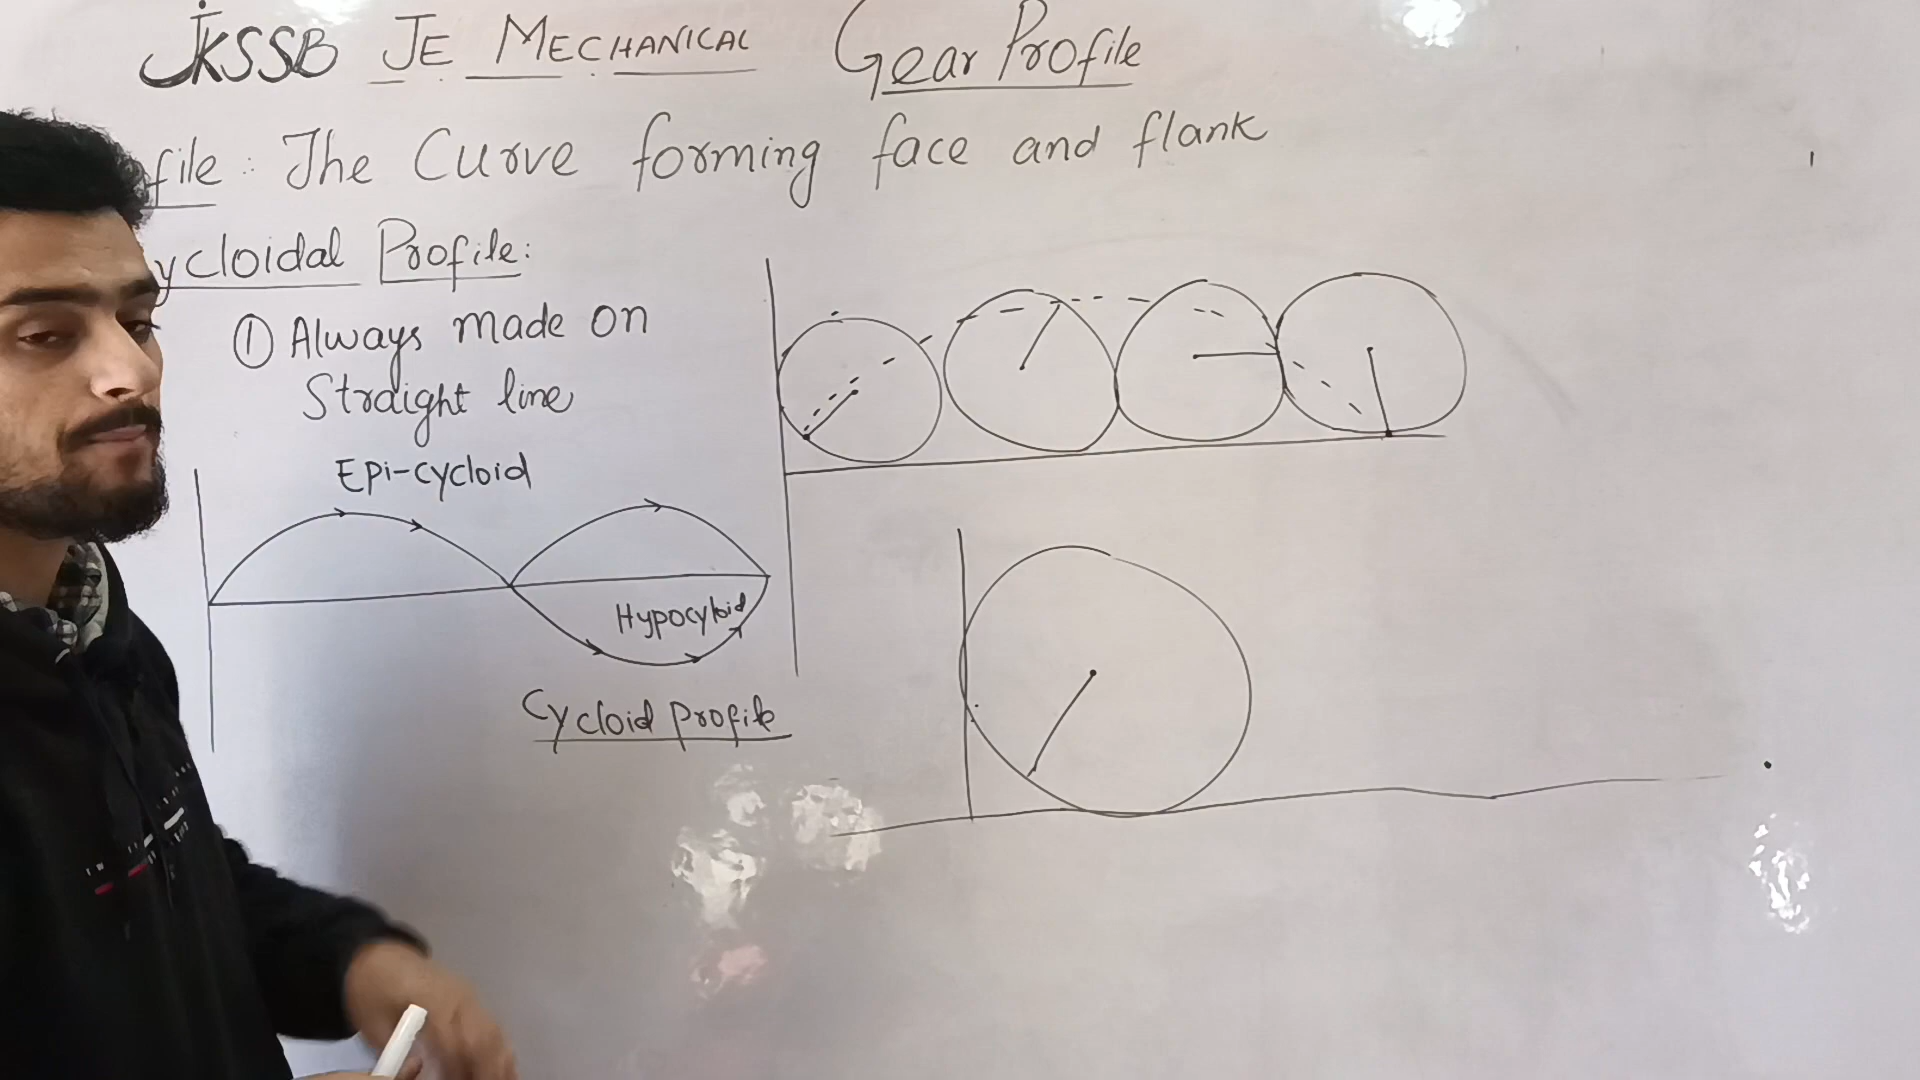 JKSSB JE MECHANICAL Gear Profile
file: The Curve forming face and flank
ycloidal Profile:
① Always made on
Straight line
Epi-cycloid
Hypocyloid
Cycloid profile